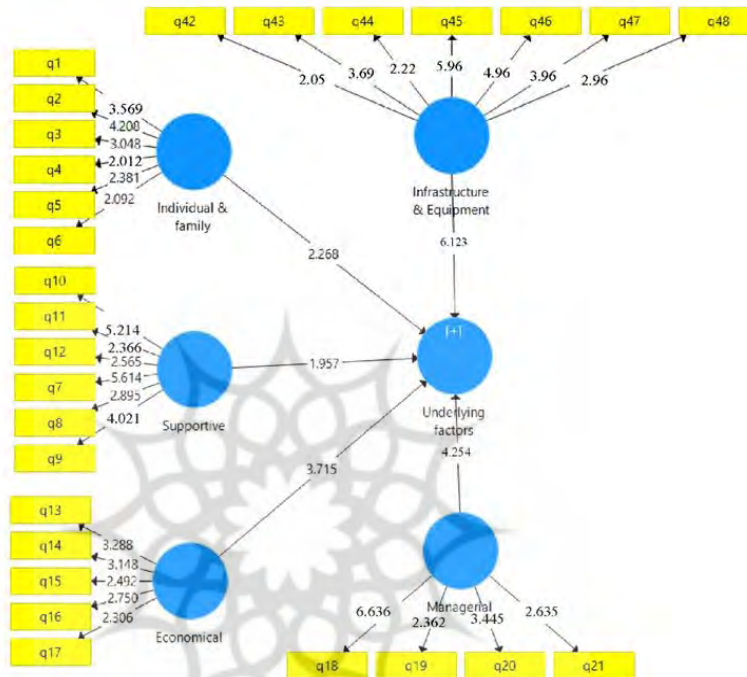 q42 q43 q44 q45 q46 q47 q48
2.05 3.69 2.22 5.96 4.96 3.96 2.96
Infrastructure
& Equipment
q1
q2
q3
q4
q5
q6
3.569
4.208
3.048
2.012
2.381
2.092
Individual &
family
2.268
6.123
q10
q11
q12
q7
q8
q9
5.214
2.366
2.565
5.614
2.895
4.021
Supportive
1.957
[+]
Underlying
factors
3.715
4.254
q13
q14
q15
q16
q17
3.288
3.148
2.492
2.750
2.306
Economical
Managerial
6.636 2.362 3.445 2.635
q18 q19 q20 q21